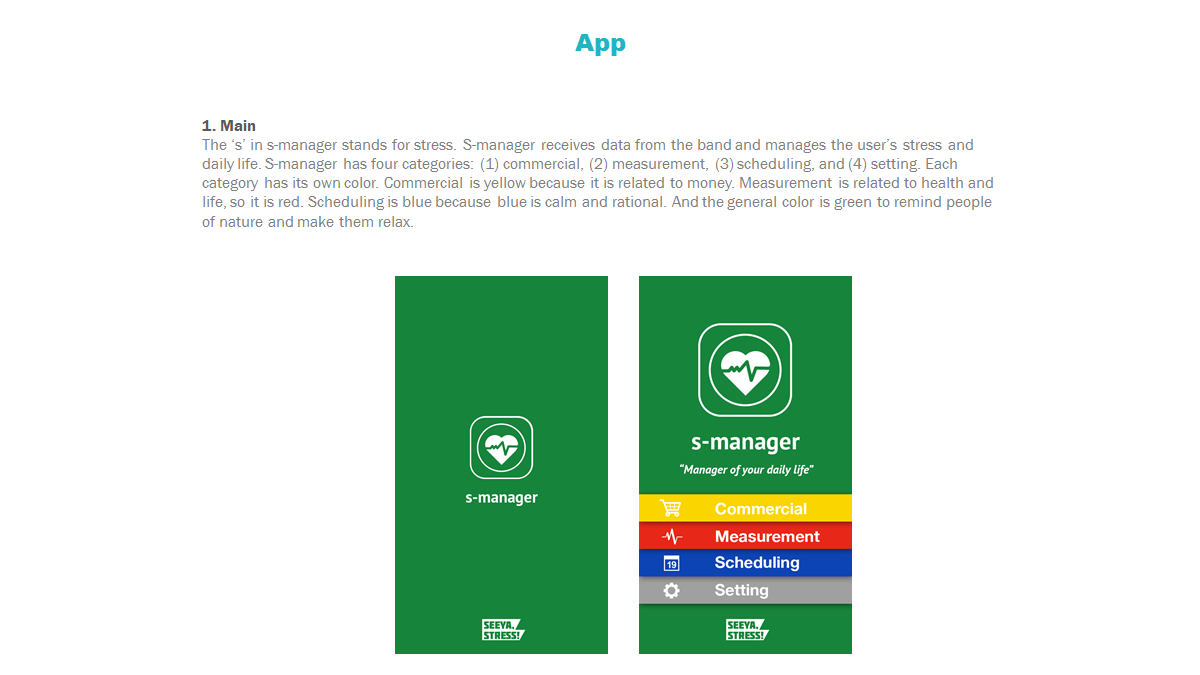 App
1. Main
The ‘s’ in s-manager stands for stress. S-manager receives data from the band and manages the user’s stress and
daily life. S-manager has four categories: (1) commercial, (2) measurement, (3) scheduling, and (4) setting. Each
category has its own color. Commercial is yellow because it is related to money. Measurement is related to health and
life, so it is red. Scheduling is blue because blue is calm and rational. And the general color is green to remind people
of nature and make them relax.
s-manager
SEEYA,
STRESS!
s-manager
“Manager of your daily life”
Commercial
Measurement
19 Scheduling
Setting
SEEYA,
STRESS!